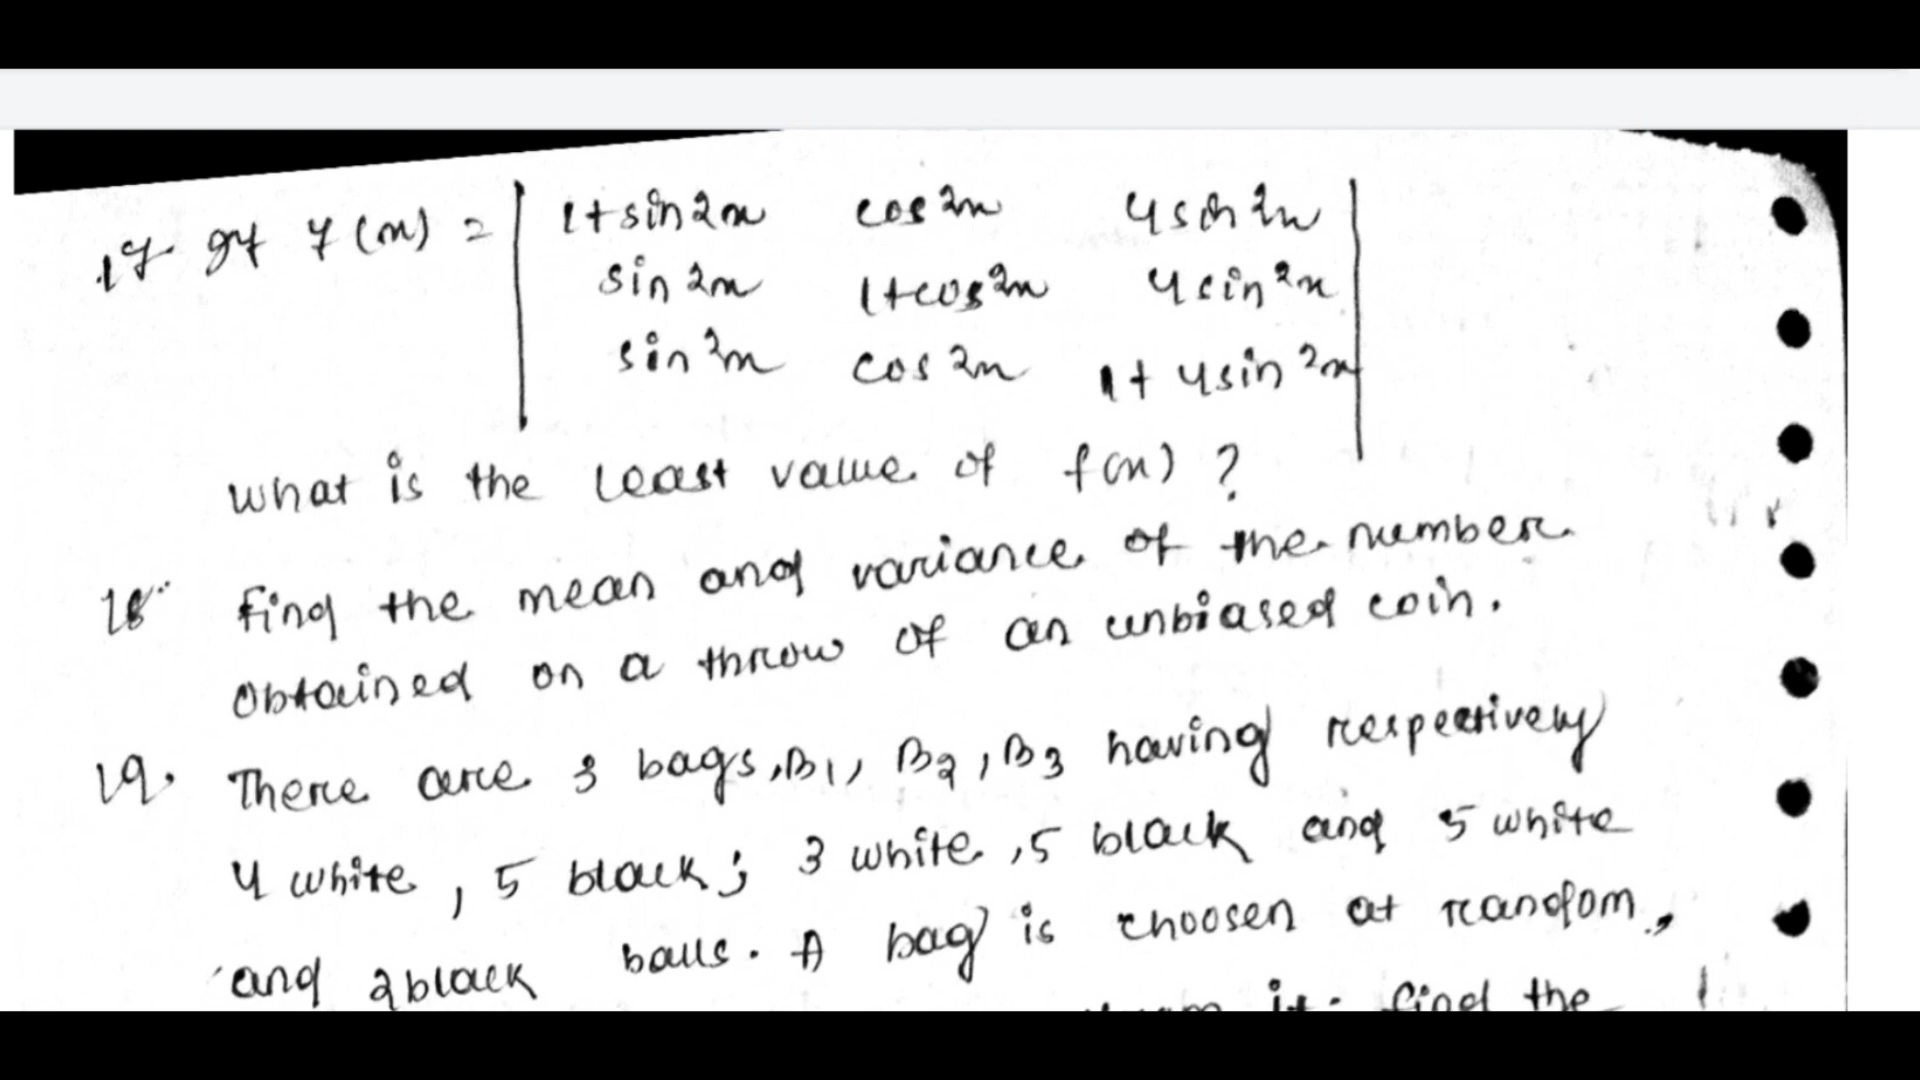 17. If f(x) = | 1+sin2x cos2x 4sin2x |
sin2x 1+cos2x 4sin2x
sin2x cos2x 1+4sin2x
What is the least value of f(x) ?
18. Find the mean and variance of the number
obtained on a throw of an unbiased coin.
19. There are 3 bags, B1, B2, B3 having respectively
4 white, 5 black; 3 white, 5 black and 5 white
and 2 black balls. A bag is choosen at random,
it. find the